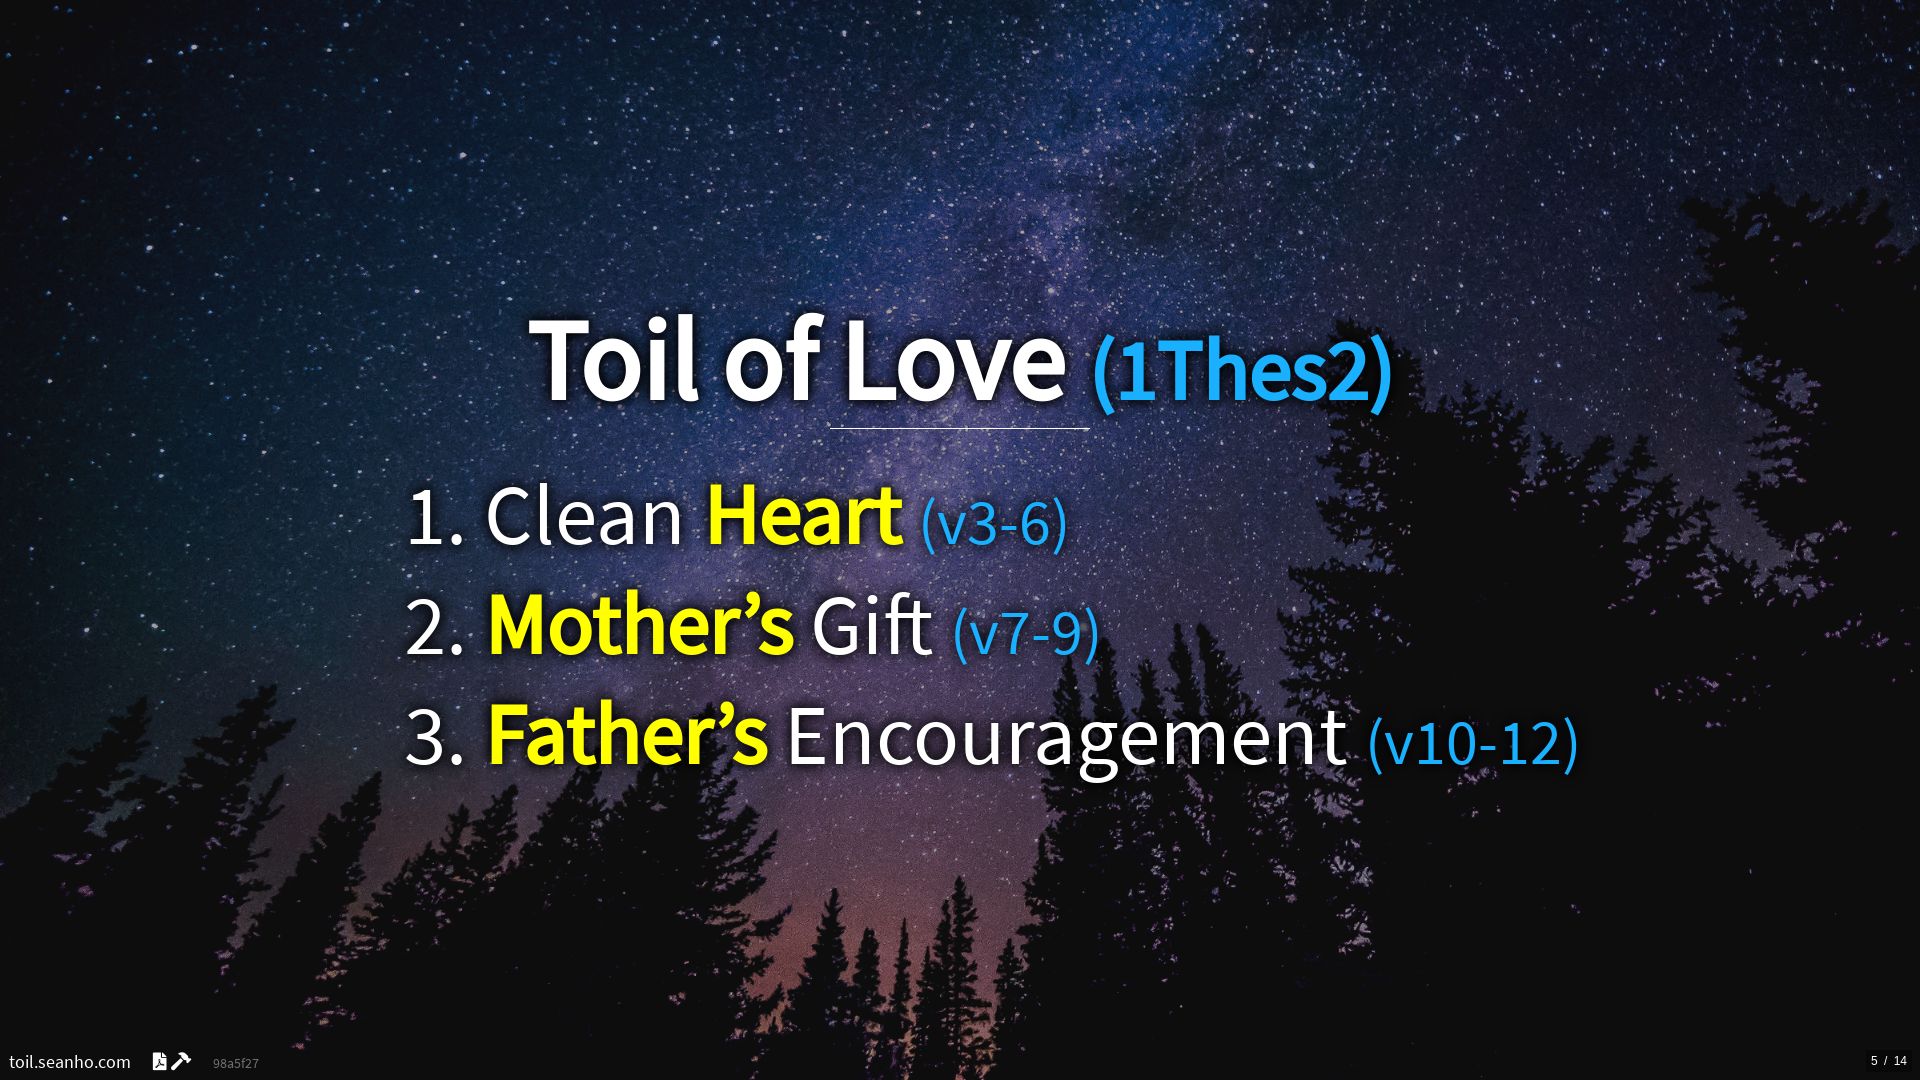 Toil of Love (1Thes2)
1. Clean Heart (v3-6)
2. Mother’s Gift (v7-9)
3. Father’s Encouragement (v10-12)
toil.seanho.com 98a5f27
5 / 14